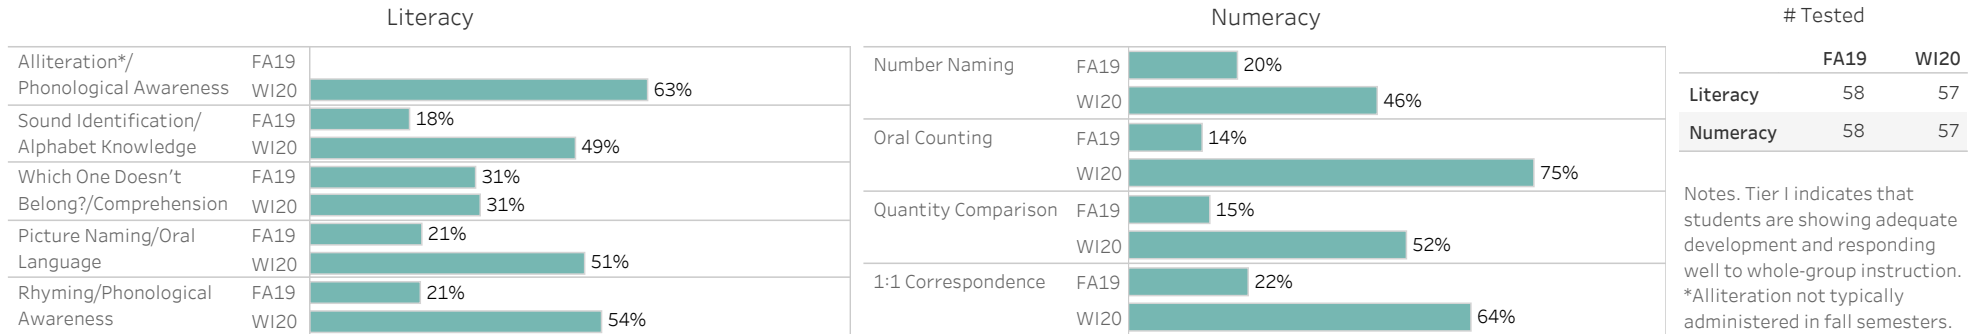 Literacy
Alliteration*/
Phonological Awareness
FA19
WI20 63%
Sound Identification/
Alphabet Knowledge
FA19 18%
WI20 49%
Which One Doesn't
Belong?/Comprehension
FA19 31%
WI20 31%
Picture Naming/Oral
Language
FA19 21%
WI20 51%
Rhyming/Phonological
Awareness
FA19 21%
WI20 54%
Numeracy
Number Naming
FA19 20%
WI20 46%
Oral Counting
FA19 14%
WI20 75%
Quantity Comparison
FA19 15%
WI20 52%
1:1 Correspondence
FA19 22%
WI20 64%
# Tested
FA19 WI20
Literacy 58 57
Numeracy 58 57
Notes. Tier I indicates that
students are showing adequate
development and responding
well to whole-group instruction.
*Alliteration not typically
administered in fall semesters.